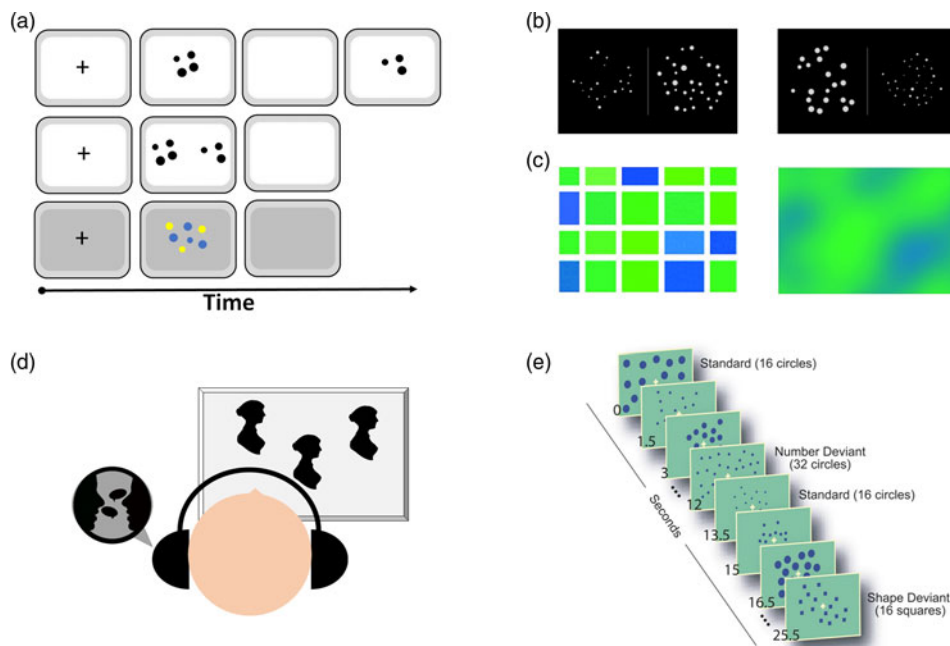 (a)
Time
(b)
(c)
(d)
(e)
Standard (16 circles)
0
1.5
3
Number Deviant
(32 circles)
12
Standard (16 circles)
13.5
Seconds
15
16.5
Shape Deviant
(16 squares)
25.5